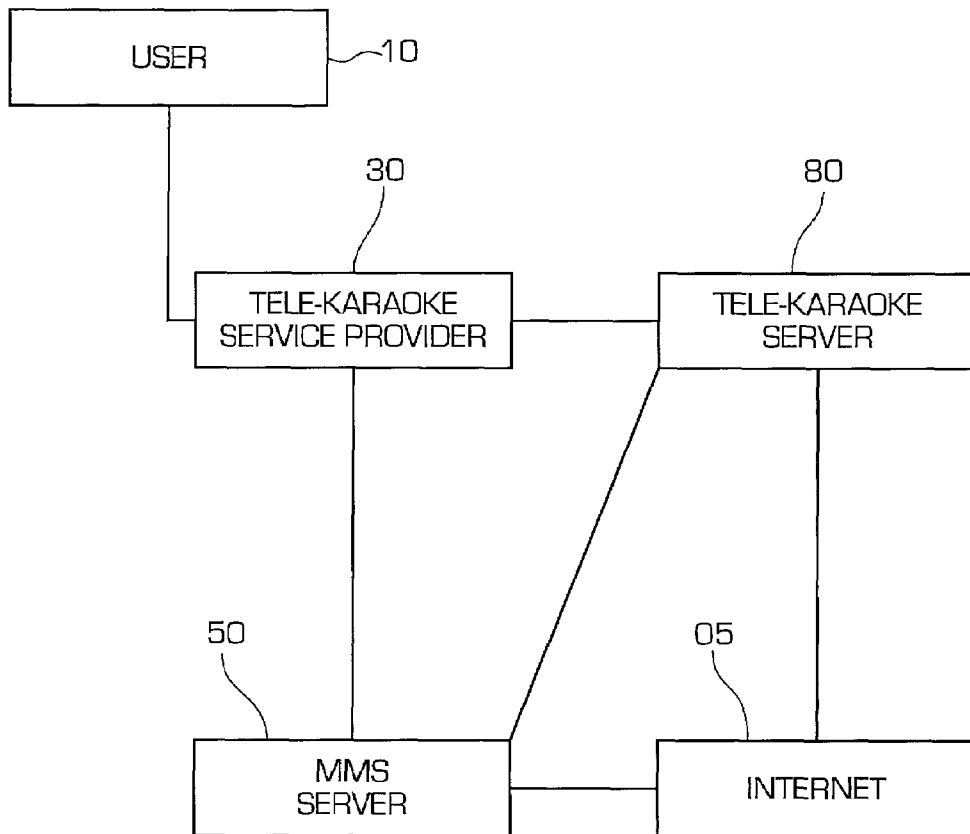 USER
10
30
80
TELE-KARAOKE
SERVICE PROVIDER
TELE-KARAOKE
SERVER
50
05
MMS
SERVER
INTERNET